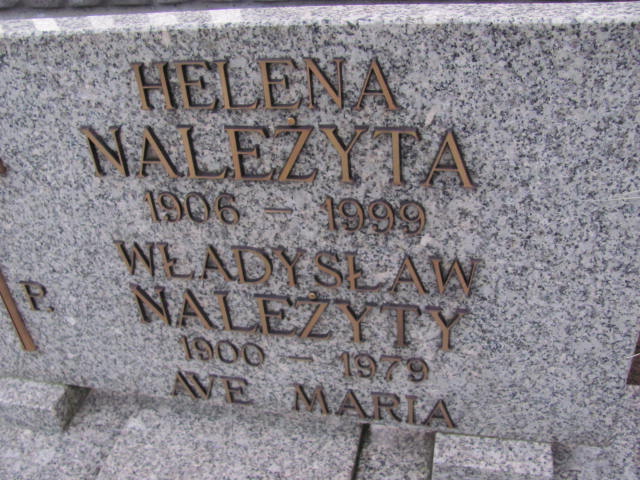 HELENA
NALEŻYTA
1906 – 1999
WŁADYSŁAW
NALEŻYTY
P.
1900 – 1979
AVE MARIA